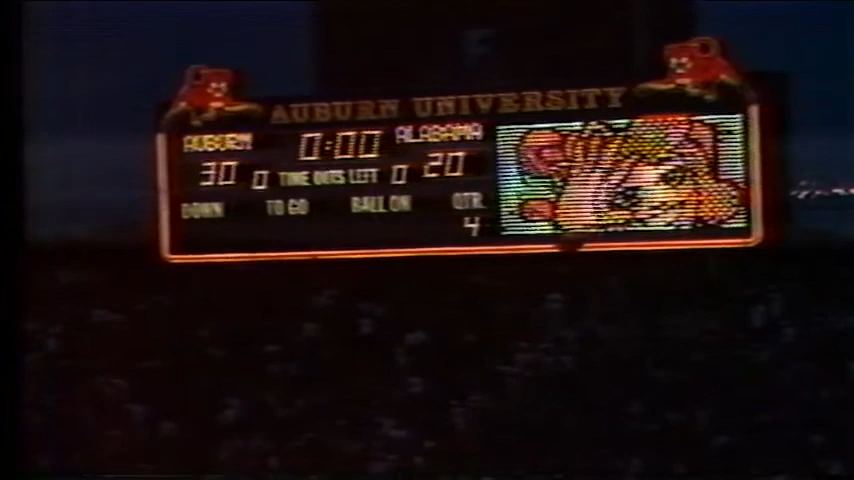 AUBURN UNIVERSITY
AUBURN 0:00 ALABAMA
30 0 TIME OUTS LEFT 0 20
DOWN TO GO BALL ON QTR
4